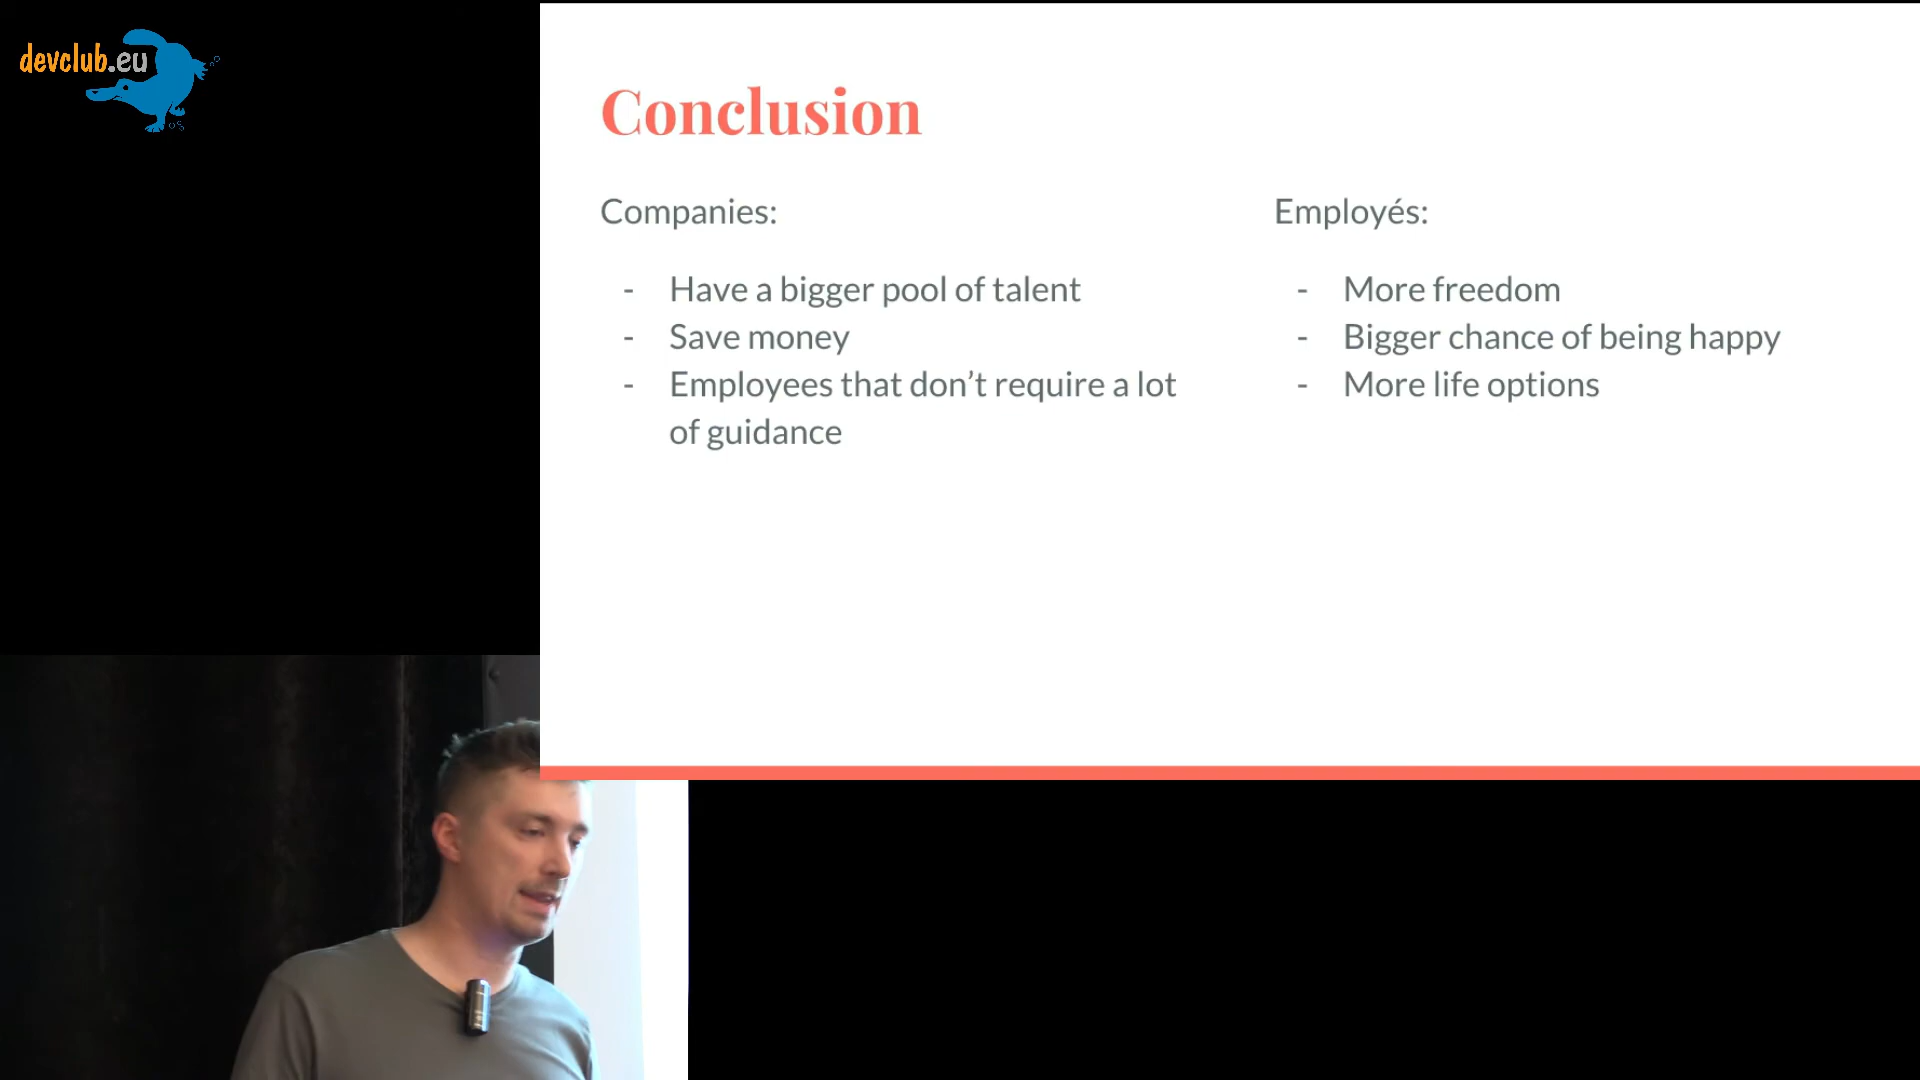 devclub.eu
Conclusion
Companies:
- Have a bigger pool of talent
- Save money
- Employees that don’t require a lot
of guidance
Employés:
- More freedom
- Bigger chance of being happy
- More life options